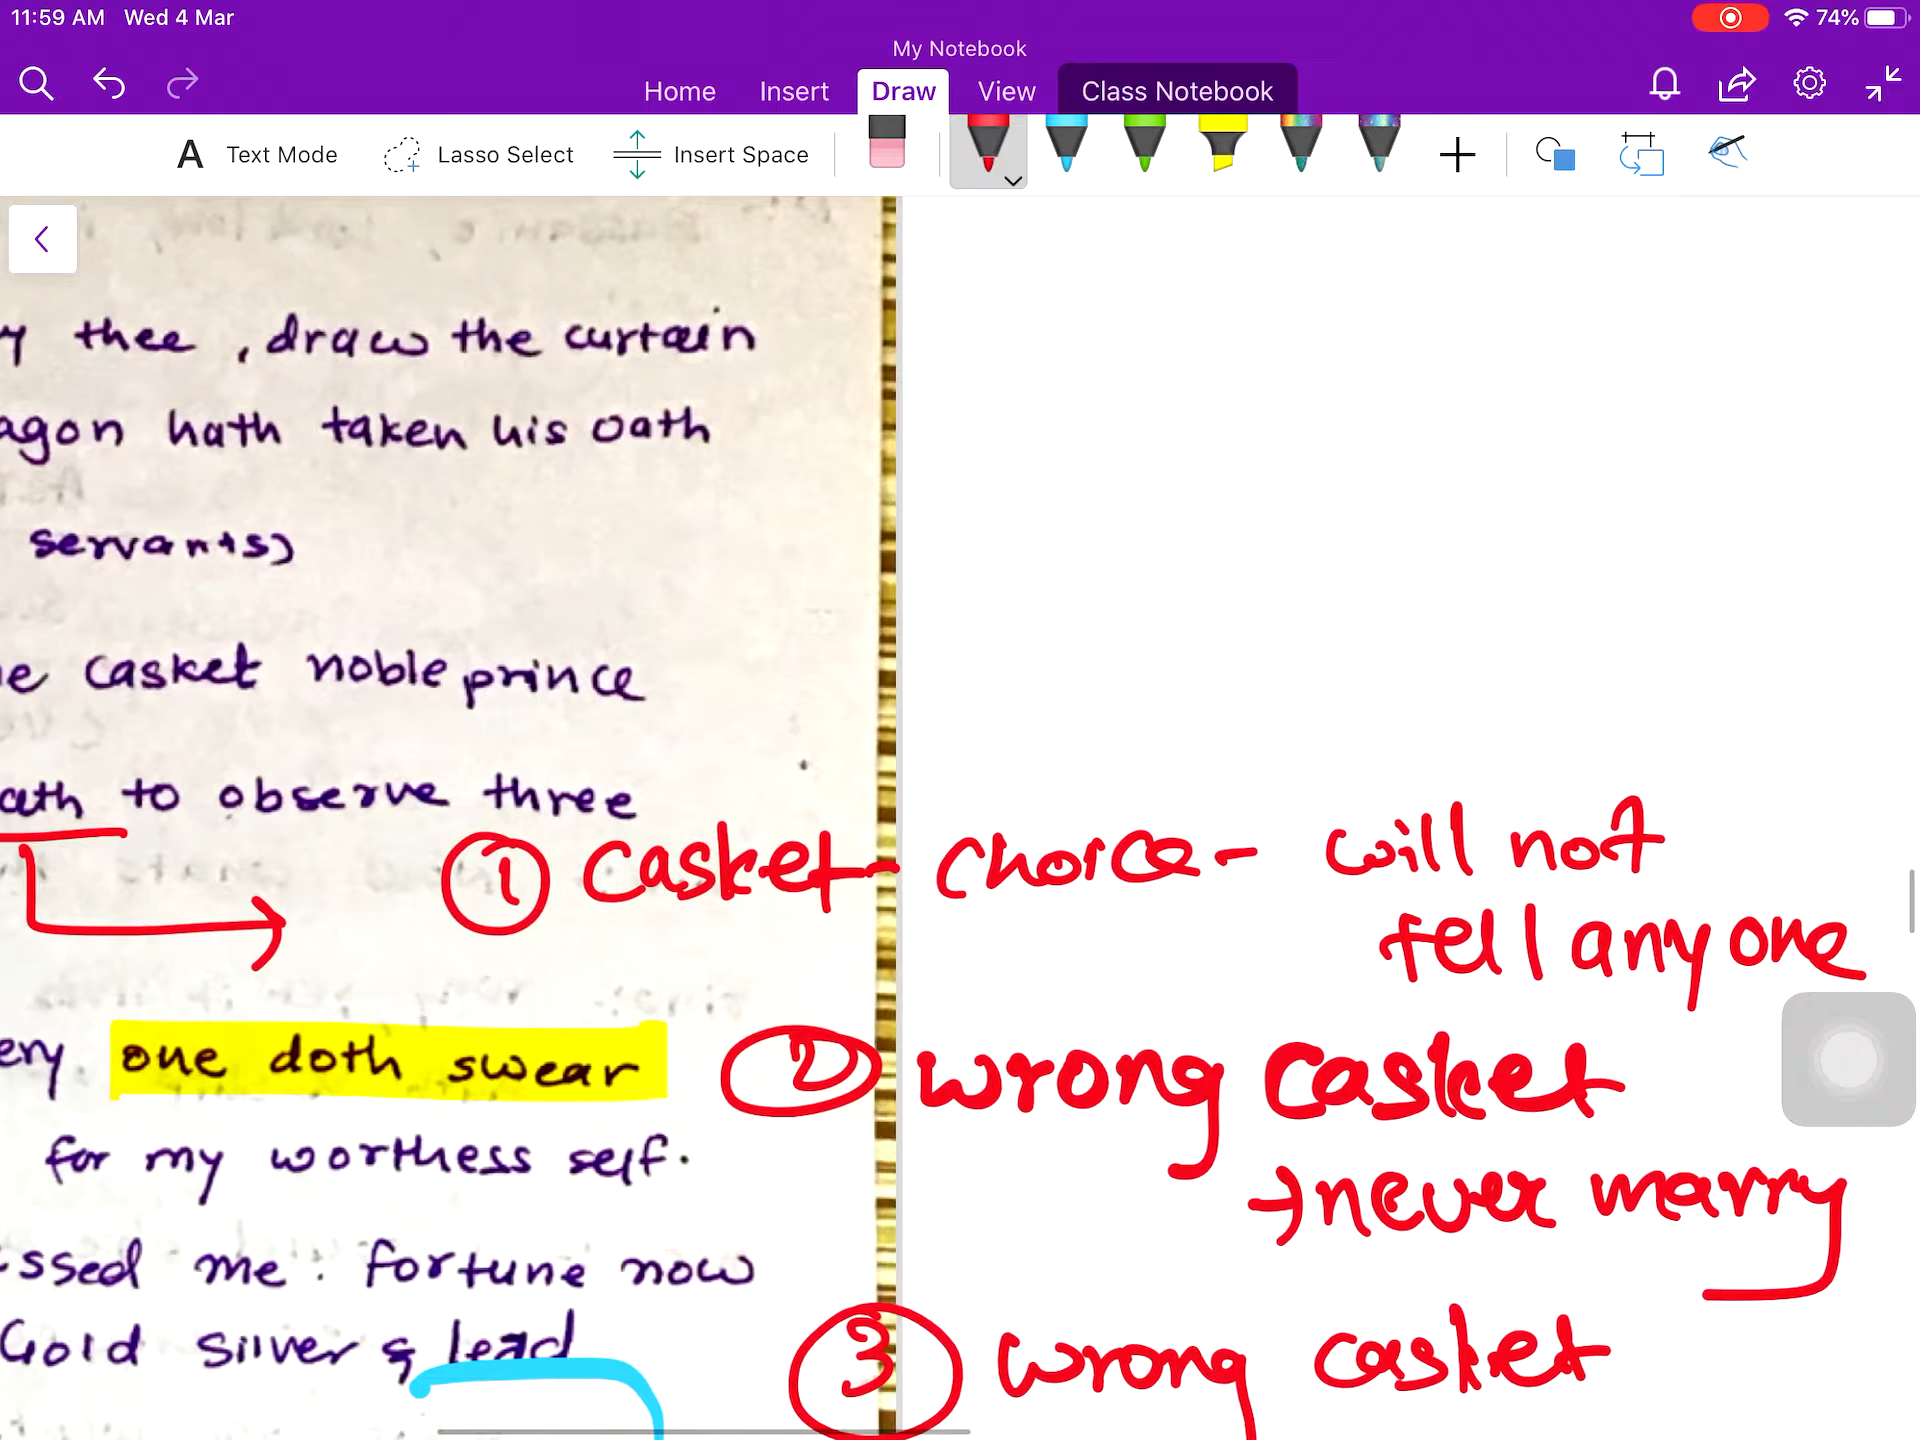 11:59 AM Wed 4 Mar
74%
My Notebook
Home Insert Draw View Class Notebook
A Text Mode Lasso Select Insert Space
y thee, draw the curtain
agon hath taken his oath
servants)
e casket noble prince
oath to observe three
1 Casket - choice - will not
tell anyone
ery one doth swear
2 wrong casket
for my worthess self.
→ never marry
ssed me: fortune now
Gold silver & lead
3 wrong casket